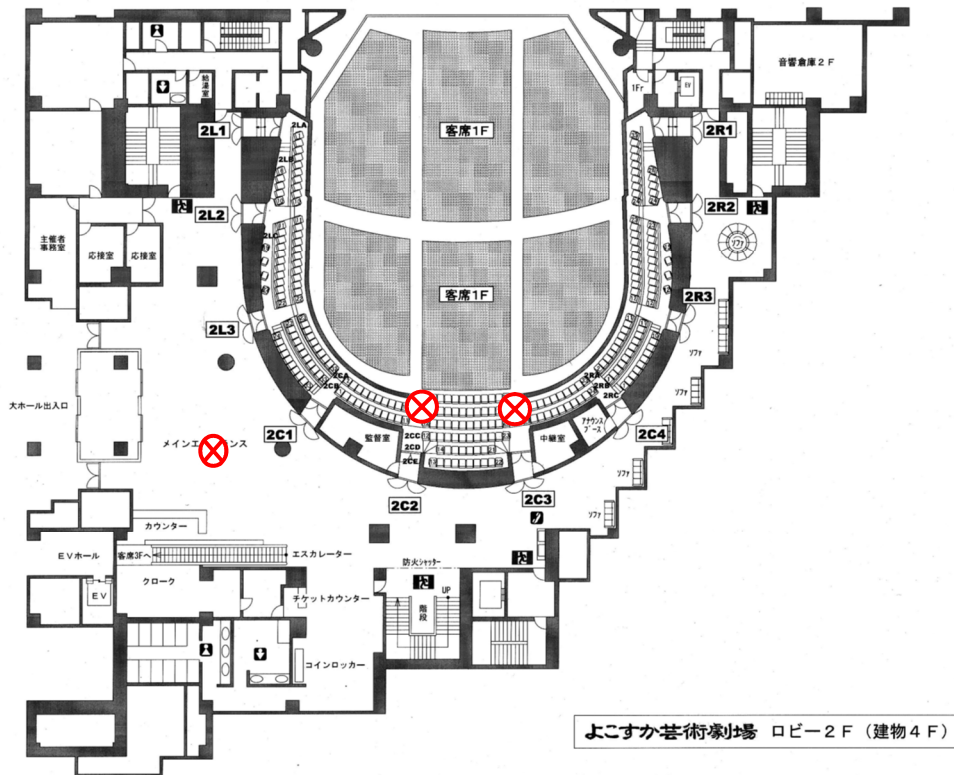 音響倉庫2F
給湯室
1Fr
EV
2LA
客席1F
2L1
2R1
2LB
2L2
2R2
主催者
事務室
応接室
応接室
2LC
ソファ
客席1F
2R3
2L3
ソファ
2CA
2CB
2RA
2RB
2RC
ソファ
大ホール出入口
2C1
監督室
2CC
2CD
2CE
中継室
アナウンス
ブース
2C4
メインエ ンス
ソファ
2C2
2C3
ソファ
カウンター
EVホール
客席3Fへ
エスカレーター
防火シャッター
クローク
EV
チケットカウンター
UP
階段
コインロッカー
よこすか芸術劇場 ロビー2F(建物4F)